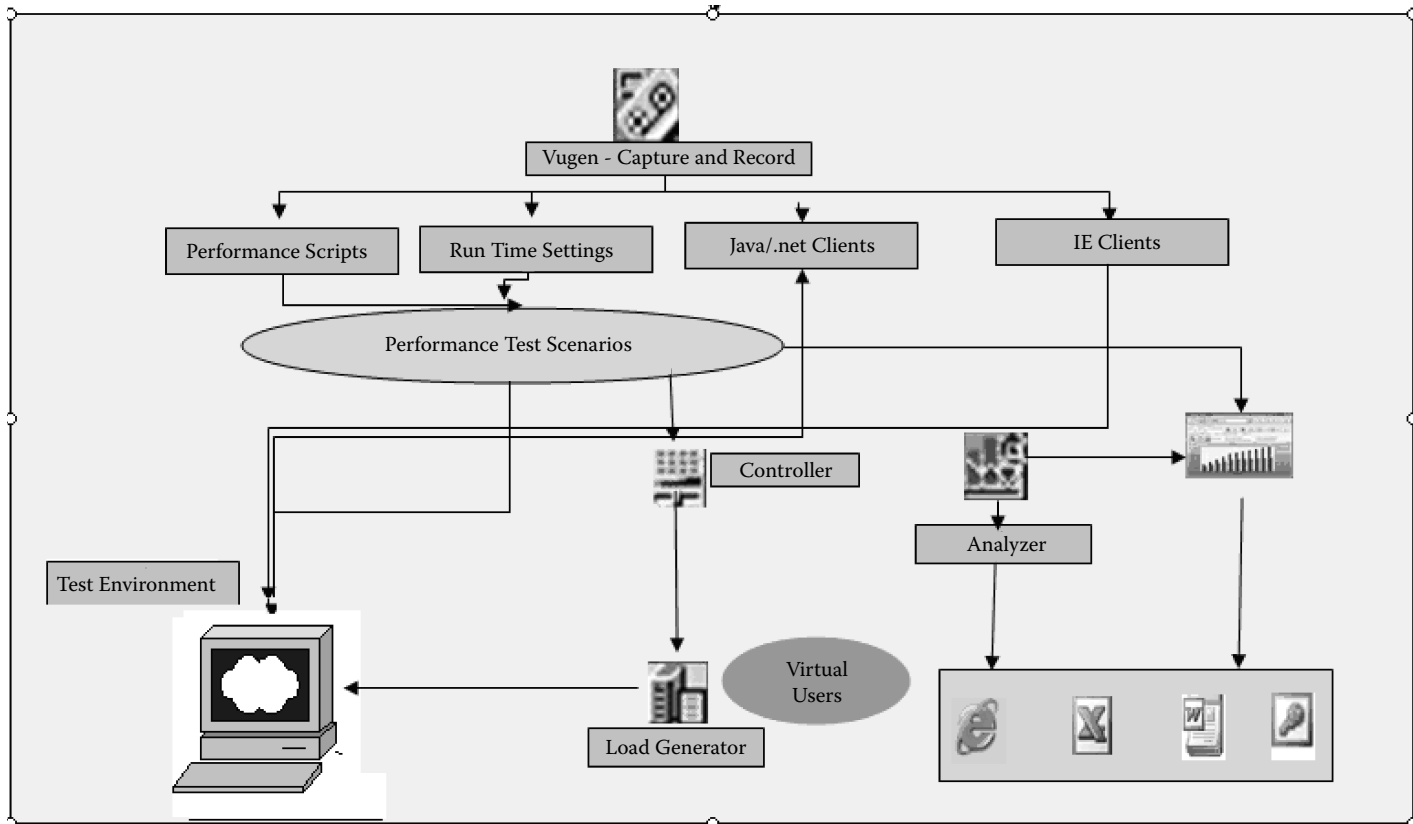 Vugen - Capture and Record
Performance Scripts
Run Time Settings
Java/.net Clients
IE Clients
Performance Test Scenarios
Controller
Analyzer
Test Environment
Virtual
Users
Load Generator
W